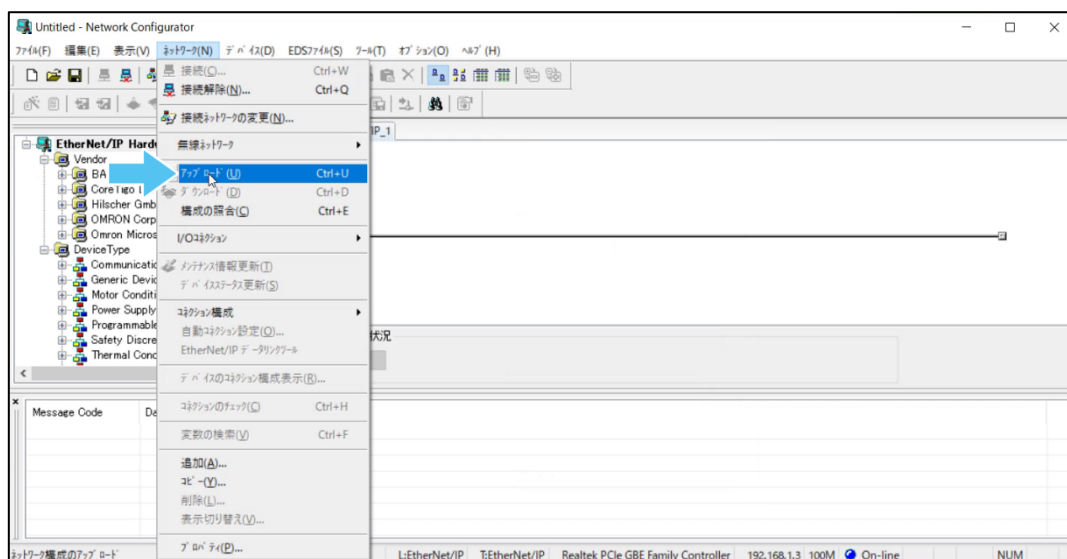 Untitled - Network Configurator
ﾌｧｲﾙ(F) 編集(E) 表示(V) ﾈｯﾄﾜｰｸ(N) ﾃﾞﾊﾞｲｽ(D) EDSﾌｧｲﾙ(S) ﾂｰﾙ(T) ｵﾌﾟｼｮﾝ(O) ﾍﾙﾌﾟ(H)
接続(C)... Ctrl+W
接続解除(N)... Ctrl+Q
接続ﾈｯﾄﾜｰｸの変更(N)...
無線ﾈｯﾄﾜｰｸ
ｱｯﾌﾟﾛｰﾄﾞ(U) Ctrl+U
ﾀﾞｳﾝﾛｰﾄﾞ(D) Ctrl+D
構成の照合(C) Ctrl+E
I/Oｺﾈｸｼｮﾝ
ﾒﾝﾃﾅﾝｽ情報更新(T)
ﾃﾞﾊﾞｲｽｽﾃｰﾀｽ更新(S)
ｺﾈｸｼｮﾝ構成
自動ｺﾈｸｼｮﾝ設定(O)...
EtherNet/IP ﾃﾞｰﾀﾘﾝｸﾂｰﾙ
ﾃﾞﾊﾞｲｽのｺﾈｸｼｮﾝ構成表示(R)...
ｺﾈｸｼｮﾝのﾁｪｯｸ(C) Ctrl+H
変数の検索(V) Ctrl+F
追加(A)...
ｺﾋﾟｰ(Y)...
削除(L)...
表示切り替え(V)...
ﾌﾟﾛﾊﾟﾃｨ(P)...
IP_1
EtherNet/IP Hardw
Vendor
BA
CoreTigo L
Hilscher Gmb
OMRON Corp
Omron Micros
DeviceType
Communicatic
Generic Devic
Motor Conditi
Power Supply
Programmable
Safety Discre
Thermal Cond
状況
Message Code Da
ﾈｯﾄﾜｰｸ構成のｱｯﾌﾟﾛｰﾄﾞ L:EtherNet/IP T:EtherNet/IP Realtek PCIe GBE Family Controller 192.168.1.3 100M On-line NUM